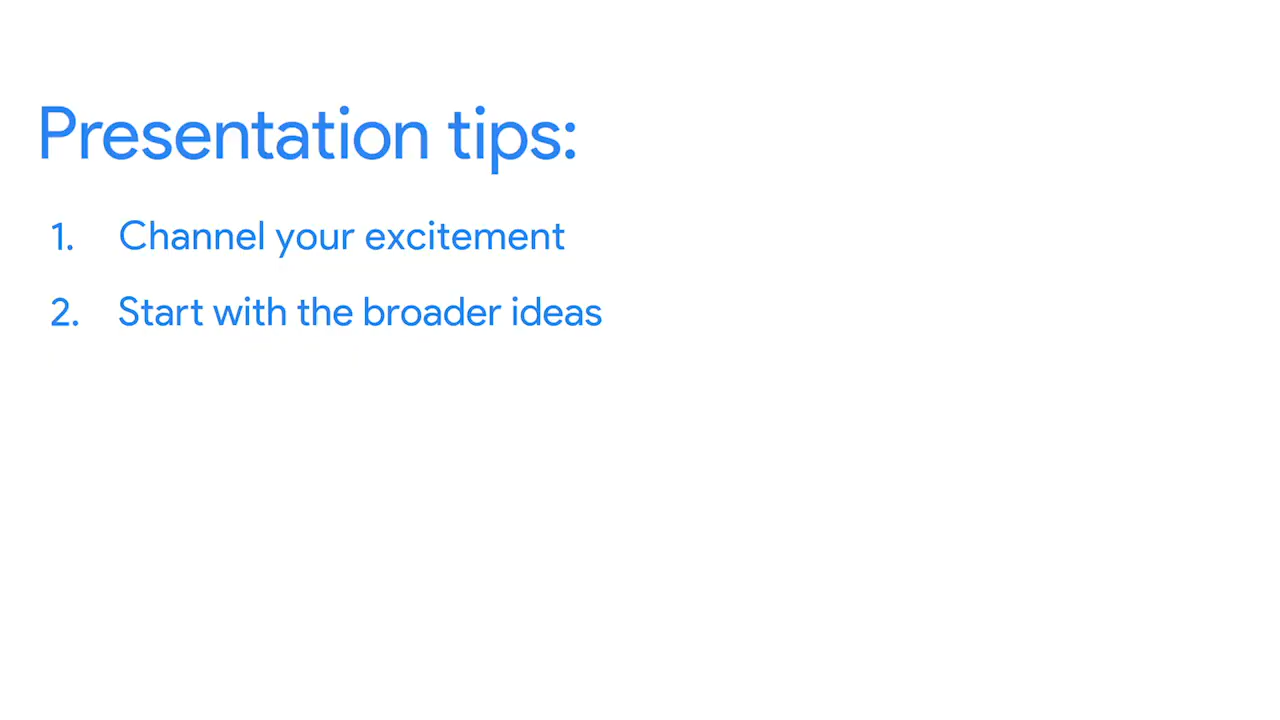 Presentation tips:
1. Channel your excitement
2. Start with the broader ideas